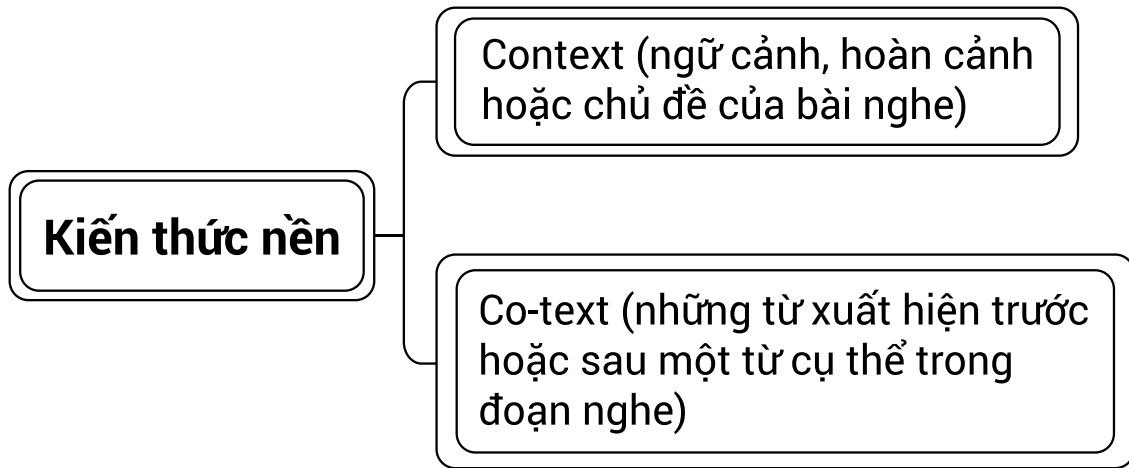 Kiến thức nền
Context (ngữ cảnh, hoàn cảnh
hoặc chủ đề của bài nghe)
Co-text (những từ xuất hiện trước
hoặc sau một từ cụ thể trong
đoạn nghe)